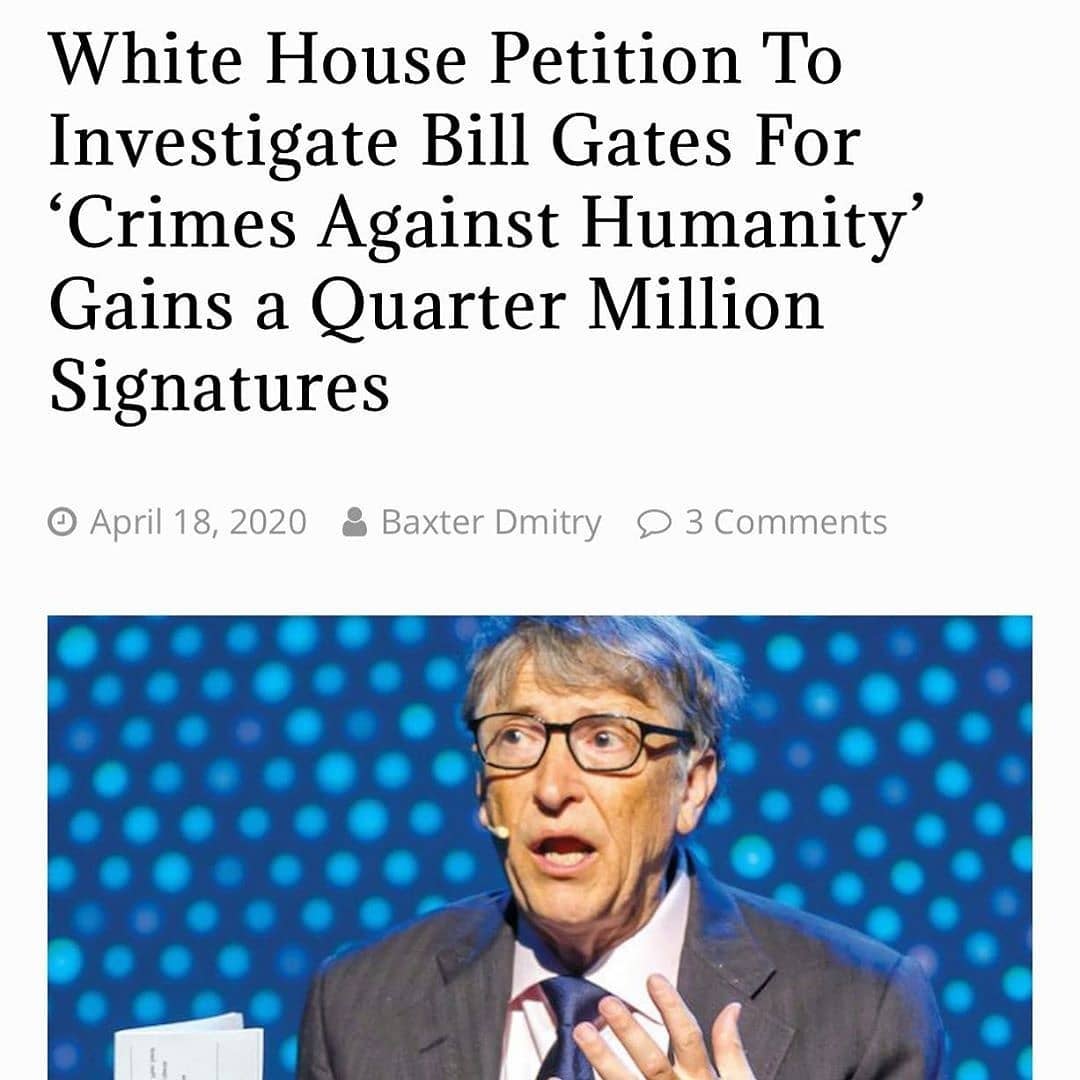 White House Petition To
Investigate Bill Gates For
‘Crimes Against Humanity’
Gains a Quarter Million
Signatures
April 18, 2020 Baxter Dmitry 3 Comments